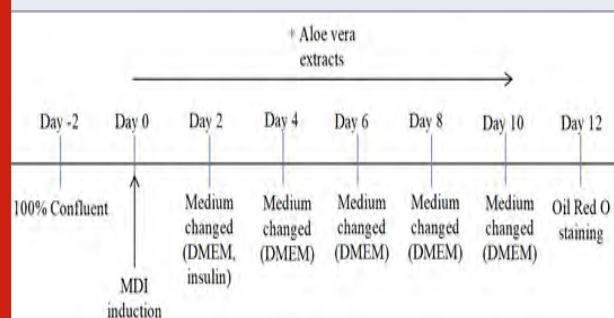 + Aloe vera
extracts
Day -2 Day 0 Day 2 Day 4 Day 6 Day 8 Day 10 Day 12
100% Confluent
MDI
induction
Medium
changed
(DMEM,
insulin)
Medium
changed
(DMEM)
Medium
changed
(DMEM)
Medium
changed
(DMEM)
Medium
changed
(DMEM)
Oil Red O
staining